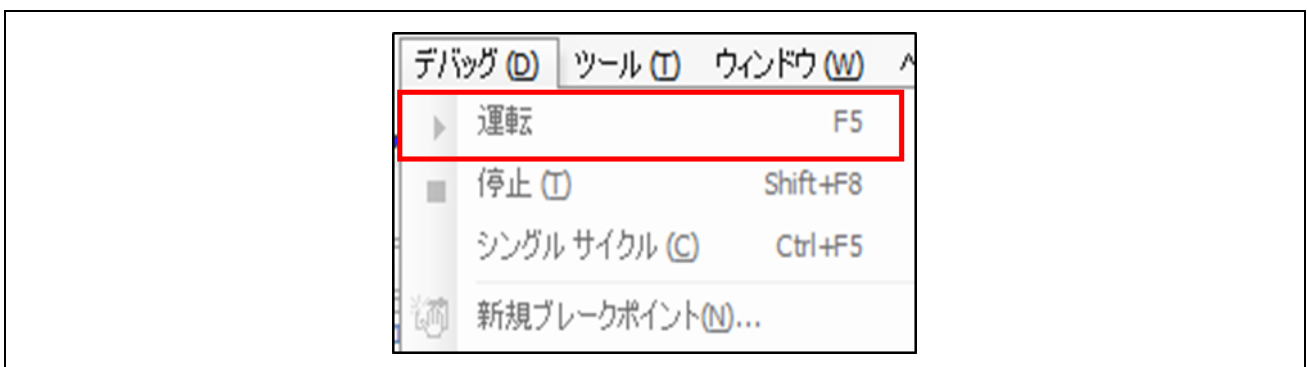 デバッグ (D) ツール (T) ウィンドウ (W)
運転 F5
停止 (T) Shift+F8
シングル サイクル (C) Ctrl+F5
新規ブレークポイント(N)...